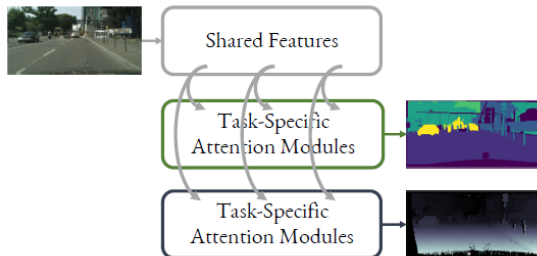 Shared Features
Task-Specific
Attention Modules
Task-Specific
Attention Modules